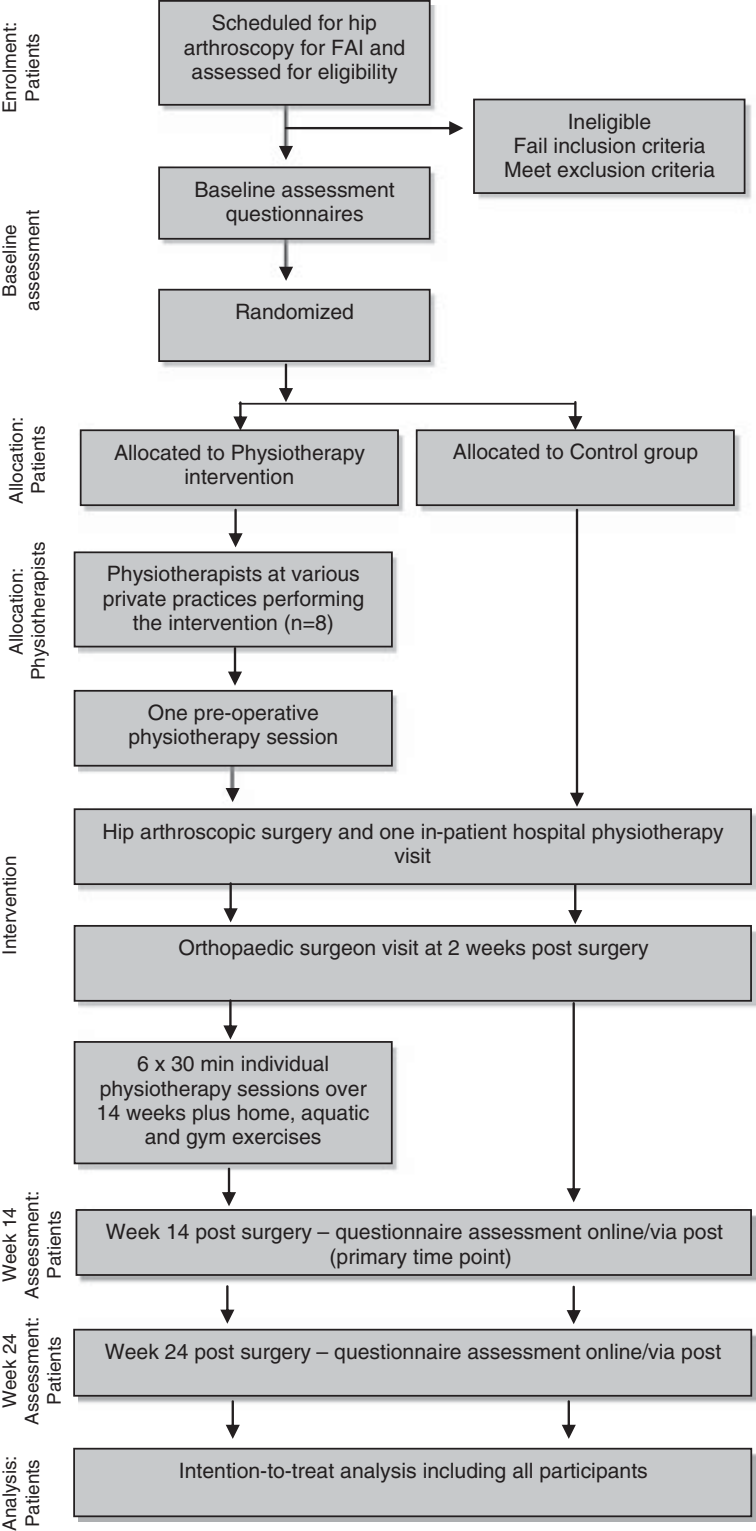 Enrolment:
Patients
Scheduled for hip
arthroscopy for FAI and
assessed for eligibility
Ineligible
Fail inclusion criteria
Meet exclusion criteria
Baseline
assessment
Baseline assessment
questionnaires
Randomized
Allocation:
Patients
Allocated to Physiotherapy
intervention
Allocated to Control group
Allocation:
Physiotherapists
Physiotherapists at various
private practices performing
the intervention (n=8)
One pre-operative
physiotherapy session
Intervention
Hip arthroscopic surgery and one in-patient hospital physiotherapy
visit
Orthopaedic surgeon visit at 2 weeks post surgery
6 x 30 min individual
physiotherapy sessions over
14 weeks plus home, aquatic
and gym exercises
Week 14
Assessment:
Patients
Week 14 post surgery – questionnaire assessment online/via post
(primary time point)
Week 24
Assessment:
Patients
Week 24 post surgery – questionnaire assessment online/via post
Analysis:
Patients
Intention-to-treat analysis including all participants